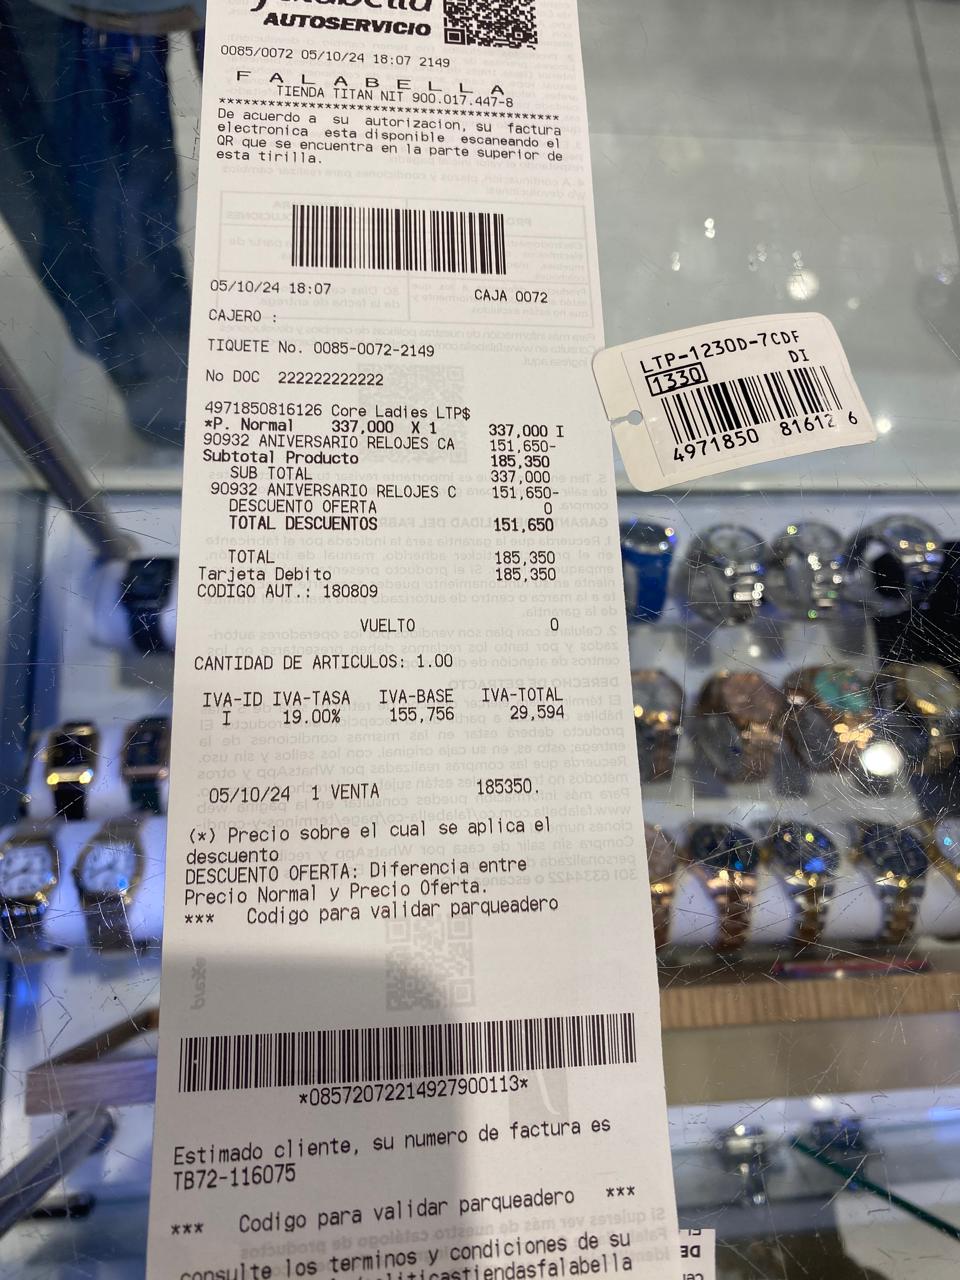 AUTOSERVICIO
0085/0072 05/10/24 18:07 2149
F A L A B E L L A
TIENDA TITAN NIT 900.017.447-8
**************************************************
De acuerdo a su autorizacion, su factura
electronica esta disponible escaneando el
QR que se encuentra en la parte superior de
esta tirilla.
05/10/24 18:07 CAJA 0072
CAJERO :
TIQUETE No. 0085-0072-2149
No DOC 222222222222
4971850816126 Core Ladies LTP$
*P. Normal 337,000 X 1 337,000 I
90932 ANIVERSARIO RELOJES CA 151,650-
Subtotal Producto 185,350
SUB TOTAL 337,000
90932 ANIVERSARIO RELOJES C 151,650-
DESCUENTO OFERTA 0
TOTAL DESCUENTOS 151,650
TOTAL 185,350
Tarjeta Debito 185,350
CODIGO AUT.: 180809
VUELTO 0
CANTIDAD DE ARTICULOS: 1.00
IVA-ID IVA-TASA IVA-BASE IVA-TOTAL
I 19.00% 155,756 29,594
05/10/24 1 VENTA 185350.
(*) Precio sobre el cual se aplica el
descuento
DESCUENTO OFERTA: Diferencia entre
Precio Normal y Precio Oferta.
*** Codigo para validar parqueadero
*08572072214927900113*
Estimado cliente, su numero de factura es
TB72-116075
*** Codigo para validar parqueadero ***
consulte los terminos y condiciones de su
LTP-1230D-7CDF
1330 DI
4971850 81612 6